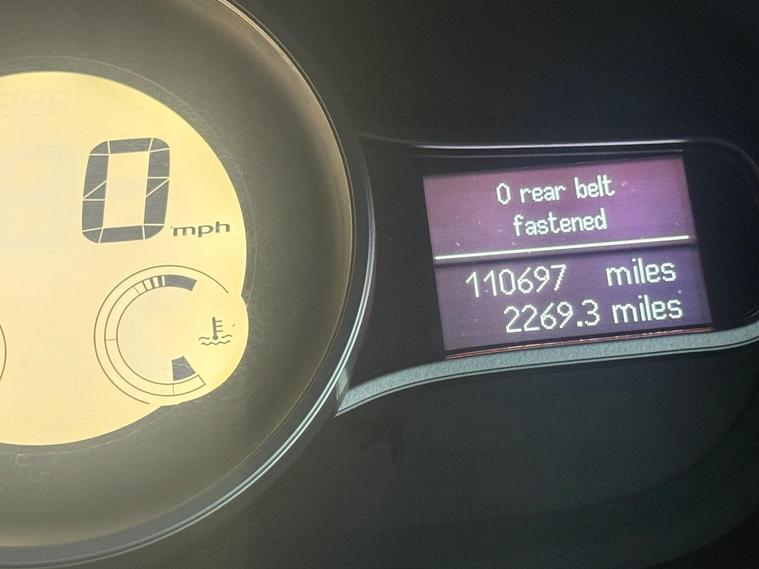 0 mph
0 rear belt
fastened
110697 miles
2269.3 miles